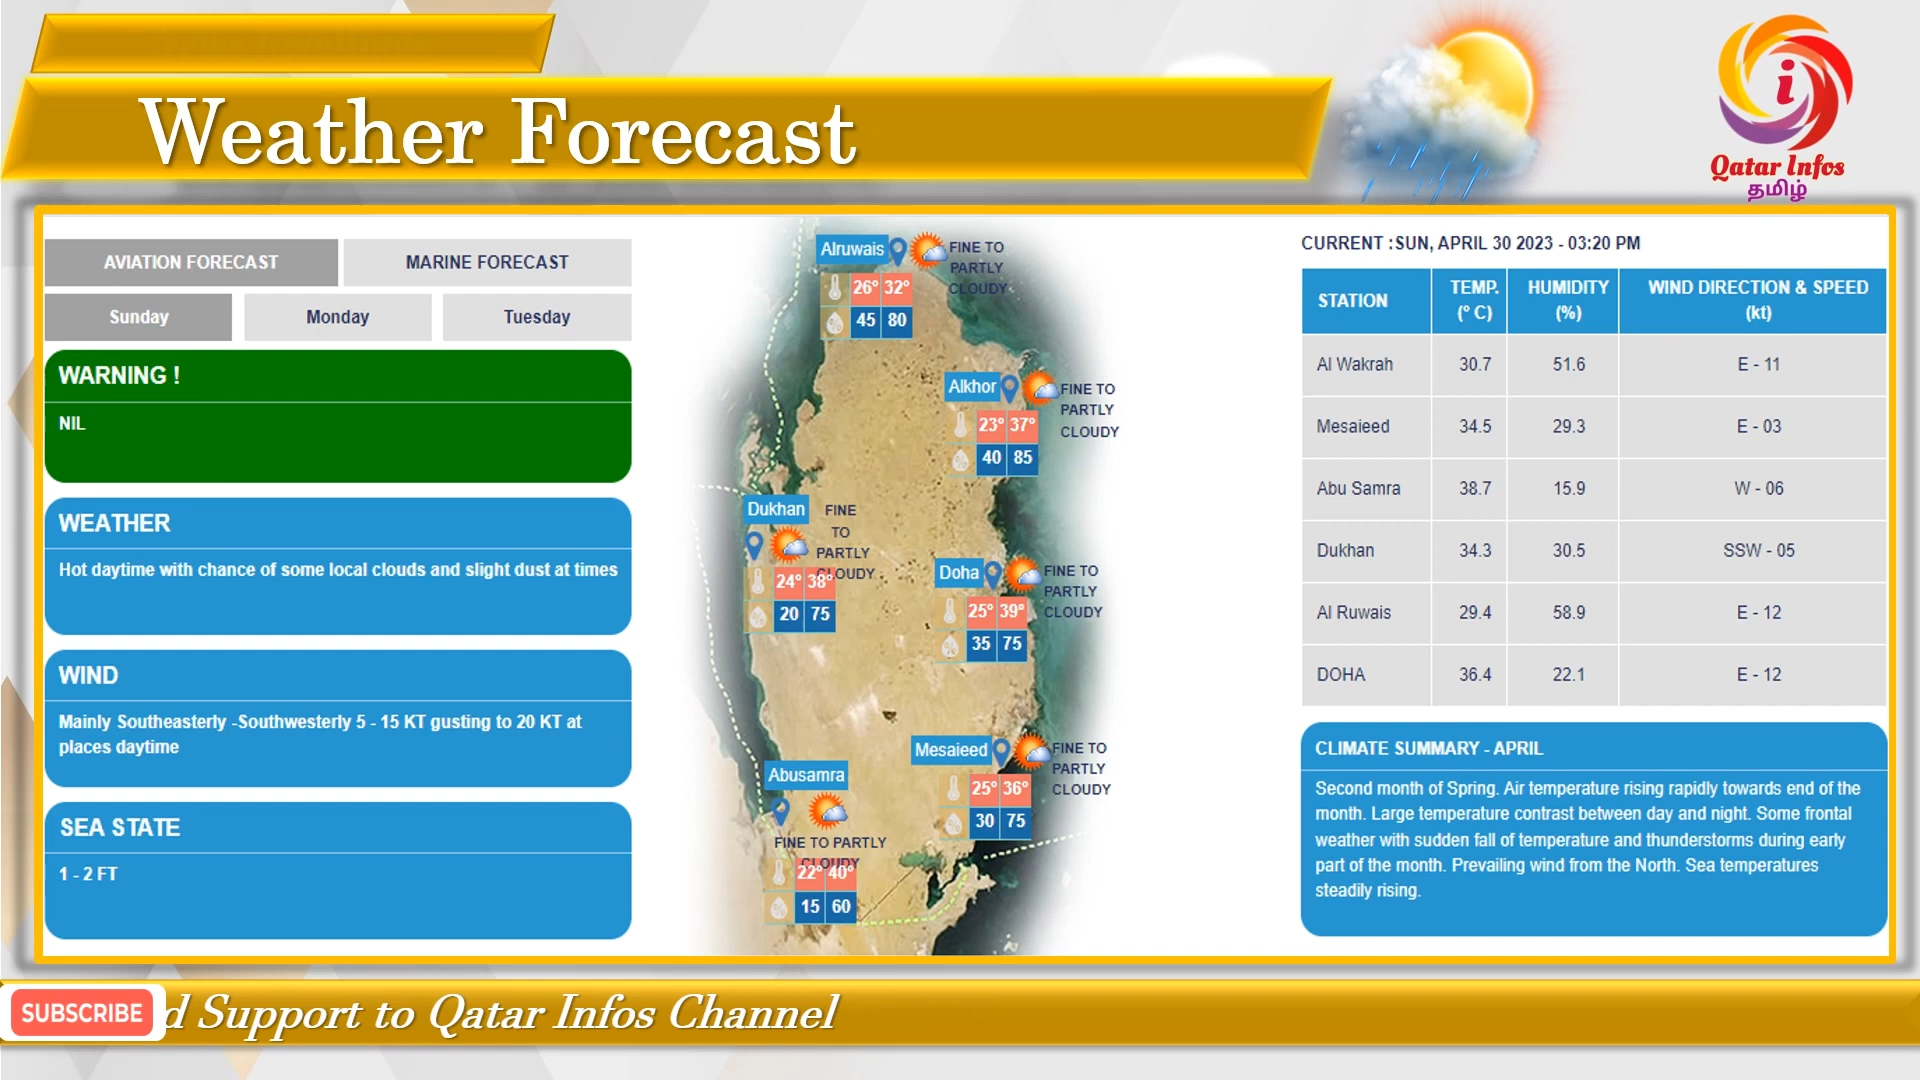 Weather Forecast
i
Qatar Infos
தமிழ்
AVIATION FORECAST
MARINE FORECAST
Sunday
Monday
Tuesday
WARNING !
NIL
WEATHER
Hot daytime with chance of some local clouds and slight dust at times
WIND
Mainly Southeasterly -Southwesterly 5 - 15 KT gusting to 20 KT at
places daytime
SEA STATE
1 - 2 FT
Alruwais
FINE TO
PARTLY
CLOUDY
26° 32°
45 80
Alkhor
FINE TO
PARTLY
CLOUDY
23° 37°
40 85
Dukhan
FINE
TO
PARTLY
CLOUDY
24° 38°
20 75
Doha
FINE TO
PARTLY
CLOUDY
25° 39°
35 75
Mesaieed
FINE TO
PARTLY
CLOUDY
25° 36°
30 75
Abusamra
FINE TO PARTLY
CLOUDY
22° 40°
15 60
CURRENT :SUN, APRIL 30 2023 - 03:20 PM
STATION TEMP. (° C) HUMIDITY (%) WIND DIRECTION & SPEED (kt)
Al Wakrah 30.7 51.6 E - 11
Mesaieed 34.5 29.3 E - 03
Abu Samra 38.7 15.9 W - 06
Dukhan 34.3 30.5 SSW - 05
Al Ruwais 29.4 58.9 E - 12
DOHA 36.4 22.1 E - 12
CLIMATE SUMMARY - APRIL
Second month of Spring. Air temperature rising rapidly towards end of the
month. Large temperature contrast between day and night. Some frontal
weather with sudden fall of temperature and thunderstorms during early
part of the month. Prevailing wind from the North. Sea temperatures
steadily rising.
SUBSCRIBE
d Support to Qatar Infos Channel